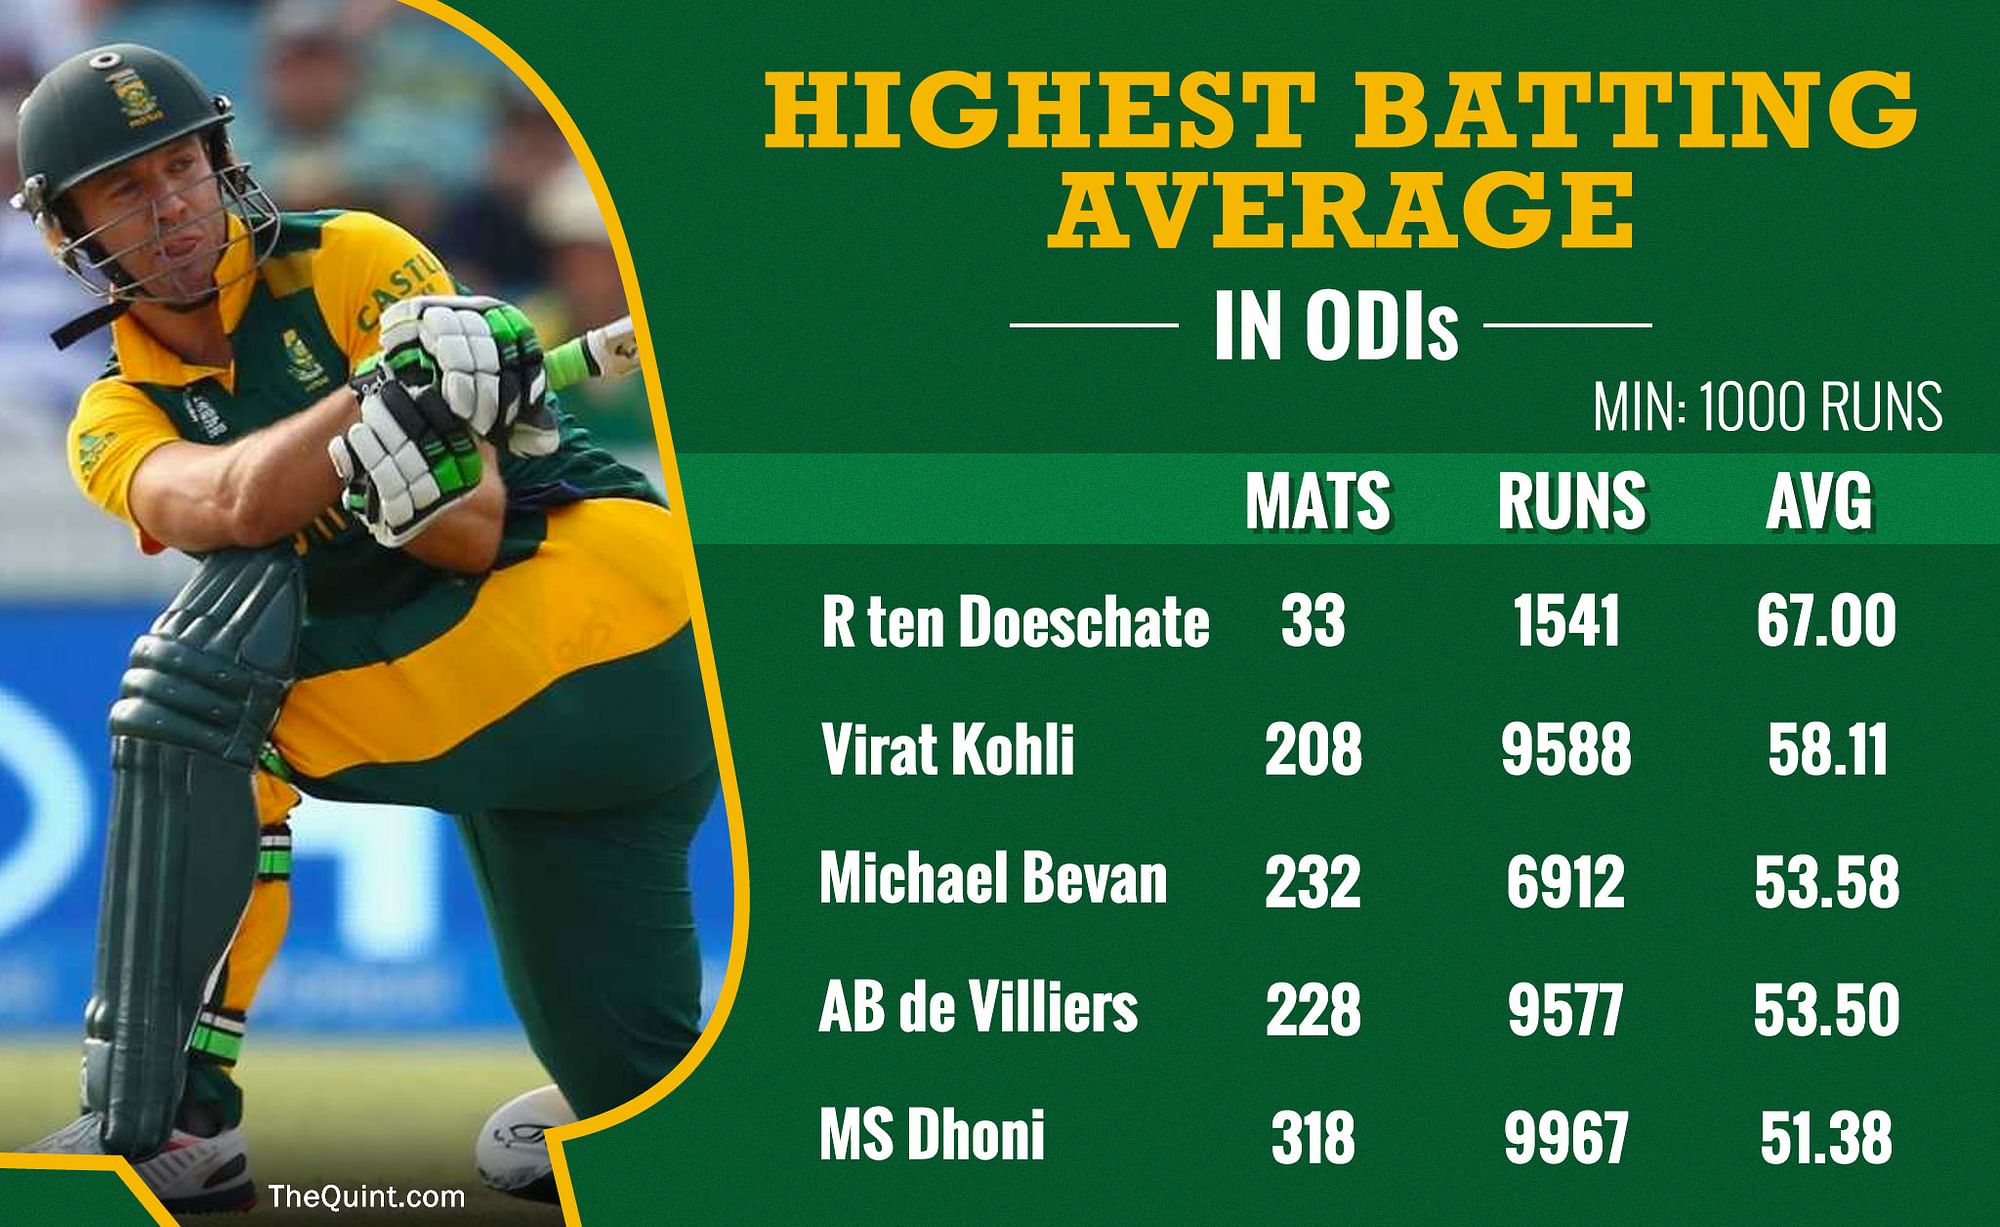 HIGHEST BATTING
AVERAGE
IN ODIs
MIN: 1000 RUNS
MATS RUNS AVG
R ten Doeschate 33 1541 67.00
Virat Kohli 208 9588 58.11
Michael Bevan 232 6912 53.58
AB de Villiers 228 9577 53.50
MS Dhoni 318 9967 51.38
TheQuint.com